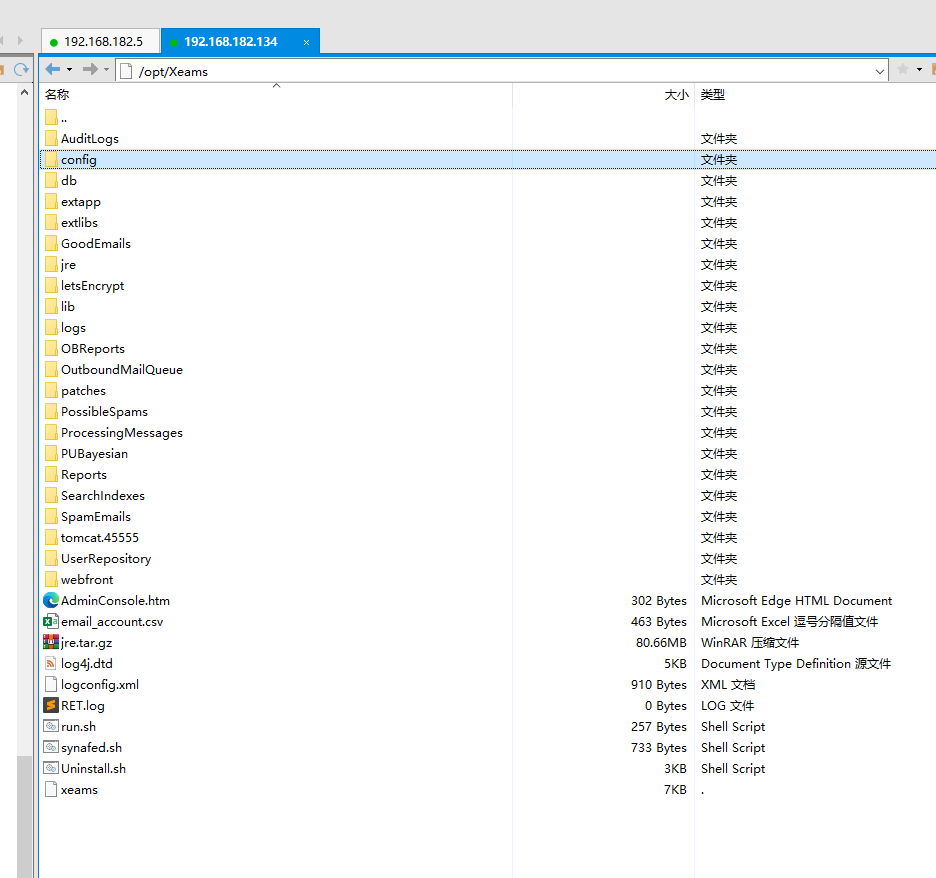 192.168.182.5 192.168.182.134 ×
/opt/Xeams
名称 大小 类型
..
AuditLogs 文件夹
config 文件夹
db 文件夹
extapp 文件夹
extlibs 文件夹
GoodEmails 文件夹
jre 文件夹
letsEncrypt 文件夹
lib 文件夹
logs 文件夹
OBReports 文件夹
OutboundMailQueue 文件夹
patches 文件夹
PossibleSpams 文件夹
ProcessingMessages 文件夹
PUBayesian 文件夹
Reports 文件夹
SearchIndexes 文件夹
SpamEmails 文件夹
tomcat.45555 文件夹
UserRepository 文件夹
webfront 文件夹
AdminConsole.htm 302 Bytes Microsoft Edge HTML Document
email_account.csv 463 Bytes Microsoft Excel 逗号分隔值文件
jre.tar.gz 80.66MB WinRAR 压缩文件
log4j.dtd 5KB Document Type Definition 源文件
logconfig.xml 910 Bytes XML 文档
RET.log 0 Bytes LOG 文件
run.sh 257 Bytes Shell Script
synafed.sh 733 Bytes Shell Script
Uninstall.sh 3KB Shell Script
xeams 7KB .